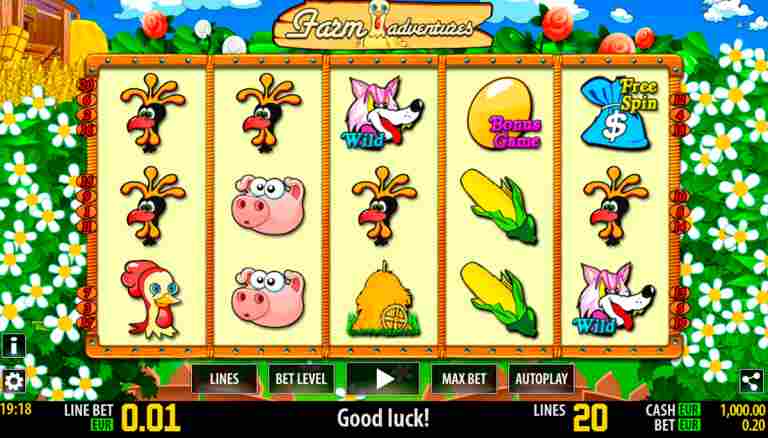 Farm adventures
Free
Spin
Wild
Bonus
Game
$
Wild
i
LINES
BET LEVEL
MAX BET
AUTOPLAY
19:18
LINE BET
EUR
0.01
Good luck!
LINES
20
CASH EUR 1,000.00
BET EUR 0.20